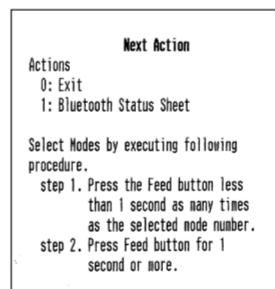 Next Action
Actions
0: Exit
1: Bluetooth Status Sheet
Select Modes by executing following
procedure.
step 1. Press the Feed button less
than 1 second as many times
as the selected mode number.
step 2. Press Feed button for 1
second or more.